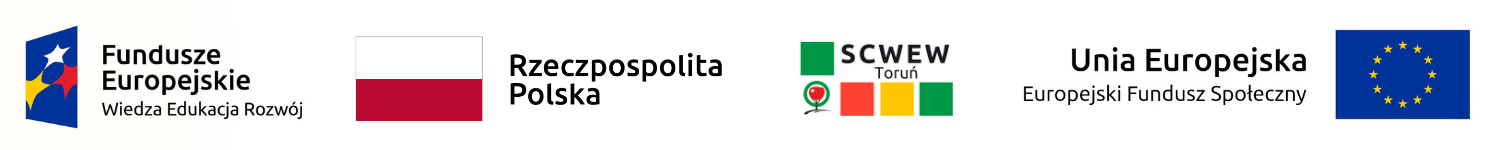 Fundusze
Europejskie
Wiedza Edukacja Rozwój
Rzeczpospolita
Polska
SCWEW
Toruń
Unia Europejska
Europejski Fundusz Społeczny